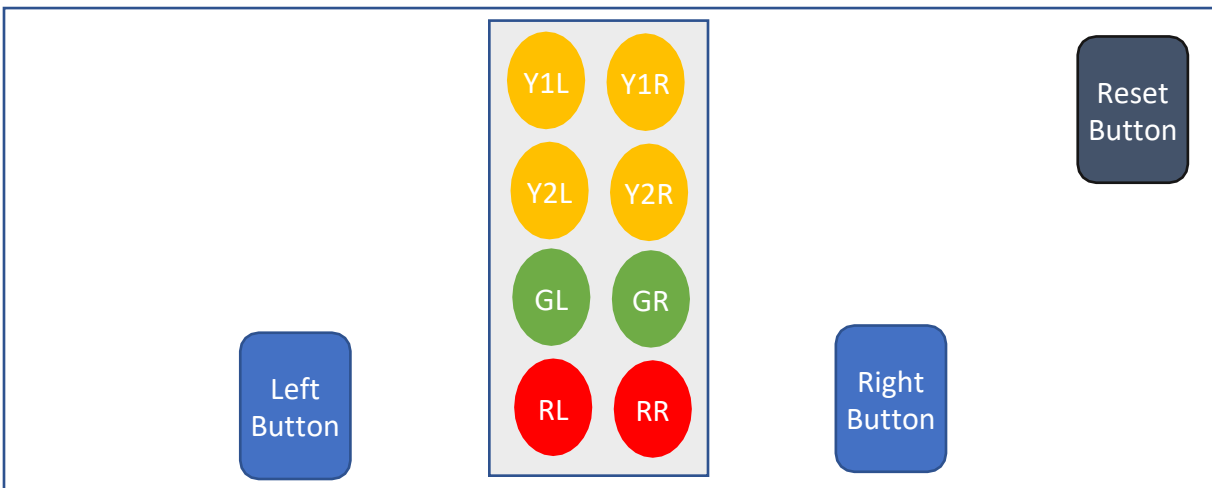 Y1L Y1R
Reset
Button
Y2L Y2R
GL GR
Left
Button
RL RR
Right
Button